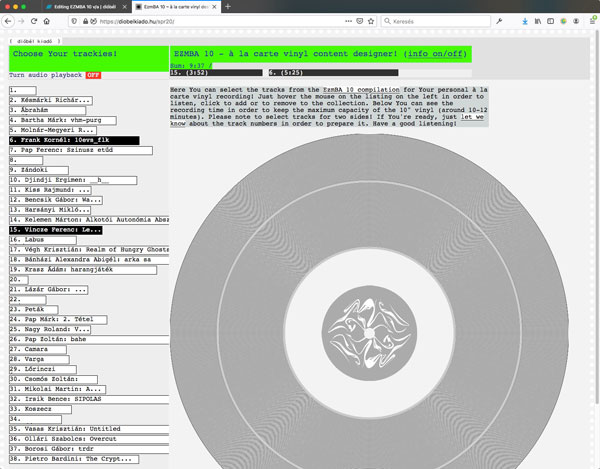 Editing EZMBA 10 v/a | dióbél
EZMBA 10 - à la carte vinyl de
https://diobelkiado.hu/spr20/
Keresés
( dióbél kiadó )
Choose Your trackies!
Turn audio playback OFF
1.
2. Késmárki Richár...
3. Ábrahám
4. Bartha Márk: vhm-purg
5. Molnár-Megyeri R...
6. Frank Kornél: 10evs_f1k
7. Pap Ferenc: Szinusz etűd
8.
9. Zándoki
10. Djindji Ergimen: __h__
11. Kiss Rajmund: ...
12. Bencsik Gábor: Wa...
13. Harsányi Mikló...
14. Kelemen Márton: Alkotói Autonómia Absz
15. Vincze Ferenc: Le...
16. Labus
17. Végh Krisztián: Realm of Hungry Ghosts
18. Bánházi Alexandra Abigél: arka sa
19. Krasz Ádám: harangjáték
20.
21. Lázár Gábor: ...
22.
23. Peták
24. Pap Márk: 2. Tétel
25. Nagy Roland: V...
26. Pap Zoltán: bahe
27. Camara
28. Varga
29. Lőrinczi
30. Csomós Zoltán:
31. Mikolai Martin: A...
32. Irsik Bence: SIPOLAS
33. Koszecz
34.
35. Vasas Krisztián: Untitled
36. Ollári Szabolcs: Overcut
37. Borosi Gábor: trdr
38. Pietro Bardini: The Crypt...
EZMBA 10 - à la carte vinyl content designer! (info on/off)
Sum: 9:37 /
15. (3:52)
6. (5:25)
Here You can select the tracks from the EzmBA 10 compilation for Your personal à la
carte vinyl recording! Just hover the mouse on the listing on the left in order to
listen, click to add or to remove to the collection. Below You can see the
recording time in order to keep the maximum capacity of the 10" vinyl (around 10-12
minutes). Please note to select tracks for two sides! If You're ready, just let we
know about the track numbers in order to prepare it. Have a good listening!